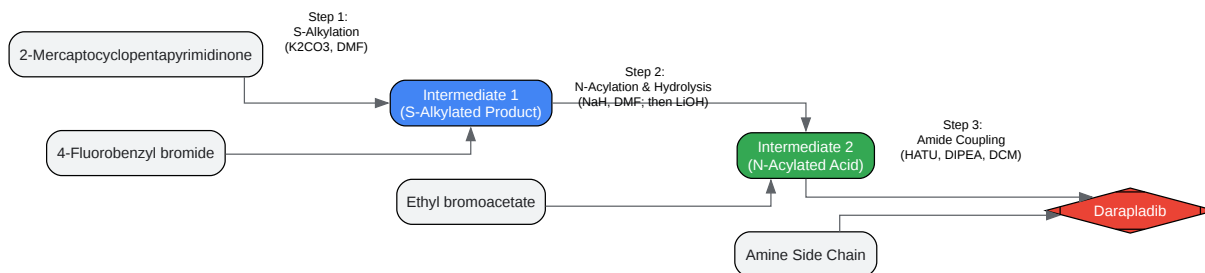 Step 1:
S-Alkylation
(K2CO3, DMF)
2-Mercaptocyclopentapyrimidinone
Step 2:
N-Acylation & Hydrolysis
(NaH, DMF; then LiOH)
Intermediate 1
(S-Alkylated Product)
4-Fluorobenzyl bromide
Step 3:
Amide Coupling
(HATU, DIPEA, DCM)
Intermediate 2
(N-Acylated Acid)
Ethyl bromoacetate
Darapladib
Amine Side Chain